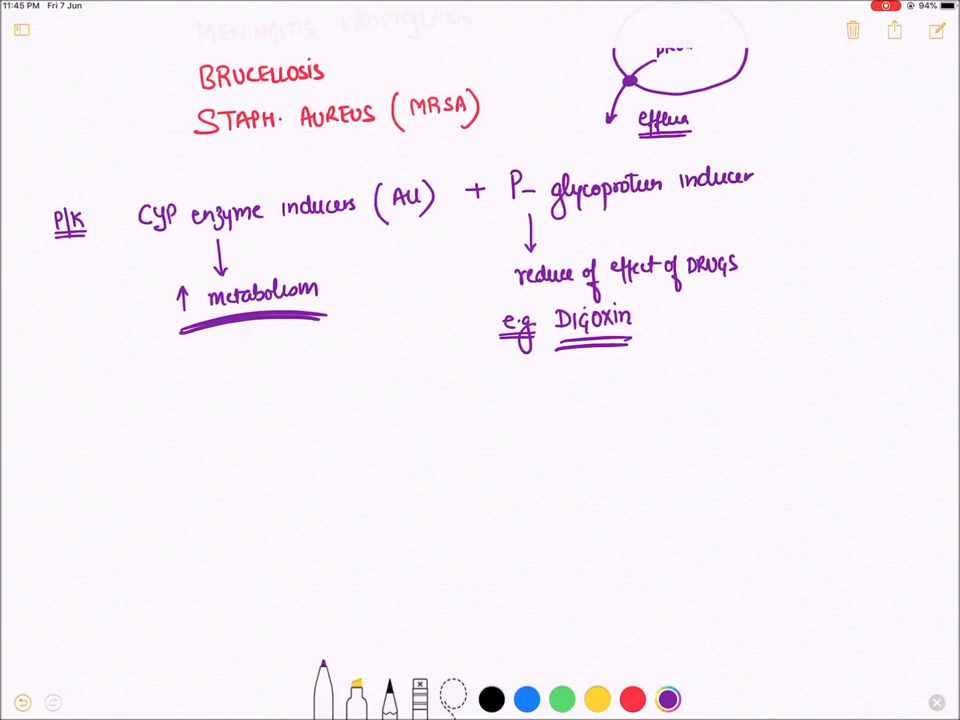 11:45 PM Fri 7 Jun
94%
MENINGITIS PROPHYLAXIS
BRUCELLOSIS
STAPH. AUREUS (MRSA)
efflux
P/K CYP enzyme inducers (All) + P- glycoprotein inducer
↓ ↓
↑ metabolism
reduce of effect of DRUGS
e.g. DIGOXIN